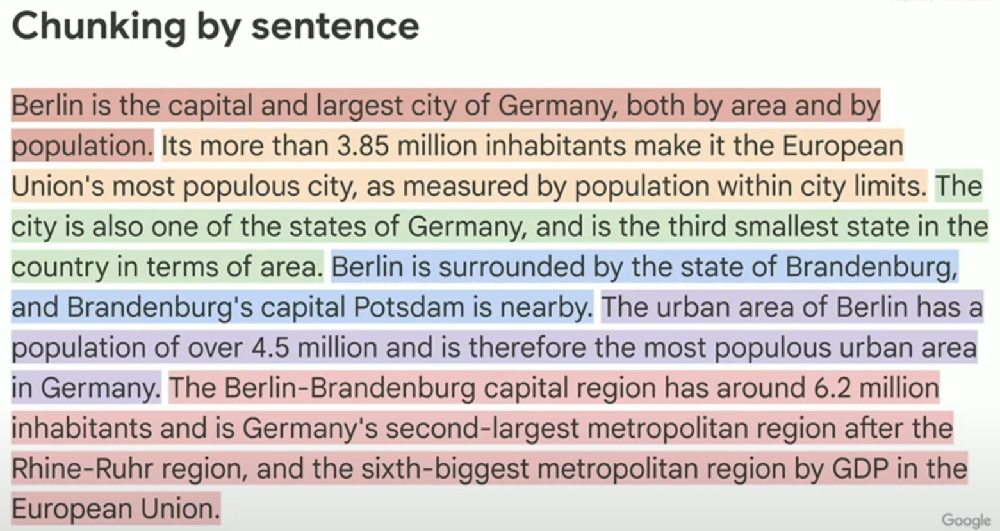 Chunking by sentence
Berlin is the capital and largest city of Germany, both by area and by
population. Its more than 3.85 million inhabitants make it the European
Union's most populous city, as measured by population within city limits. The
city is also one of the states of Germany, and is the third smallest state in the
country in terms of area. Berlin is surrounded by the state of Brandenburg,
and Brandenburg's capital Potsdam is nearby. The urban area of Berlin has a
population of over 4.5 million and is therefore the most populous urban area
in Germany. The Berlin-Brandenburg capital region has around 6.2 million
inhabitants and is Germany's second-largest metropolitan region after the
Rhine-Ruhr region, and the sixth-biggest metropolitan region by GDP in the
European Union.
Google